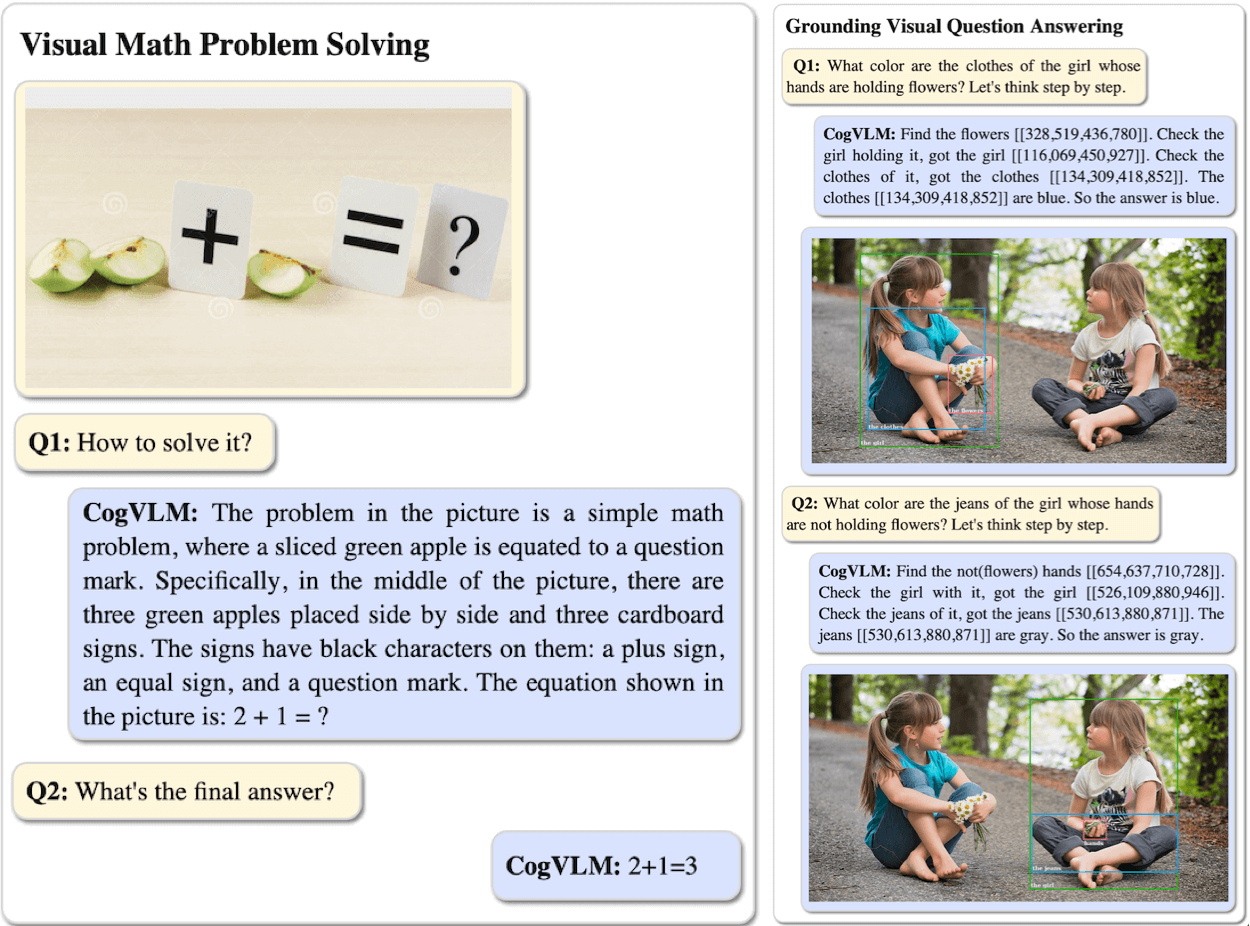 Visual Math Problem Solving
+ = ?
Q1: How to solve it?
CogVLM: The problem in the picture is a simple math
problem, where a sliced green apple is equated to a question
mark. Specifically, in the middle of the picture, there are
three green apples placed side by side and three cardboard
signs. The signs have black characters on them: a plus sign,
an equal sign, and a question mark. The equation shown in
the picture is: 2 + 1 = ?
Q2: What's the final answer?
CogVLM: 2+1=3
Grounding Visual Question Answering
Q1: What color are the clothes of the girl whose
hands are holding flowers? Let's think step by step.
CogVLM: Find the flowers [[328,519,436,780]]. Check the
girl holding it, got the girl [[116,069,450,927]]. Check the
clothes of it, got the clothes [[134,309,418,852]]. The
clothes [[134,309,418,852]] are blue. So the answer is blue.
the flowers
the clothes
the girl
Q2: What color are the jeans of the girl whose hands
are not holding flowers? Let's think step by step.
CogVLM: Find the not(flowers) hands [[654,637,710,728]].
Check the girl with it, got the girl [[526,109,880,946]].
Check the jeans of it, got the jeans [[530,613,880,871]]. The
jeans [[530,613,880,871]] are gray. So the answer is gray.
hands
the jeans
the girl